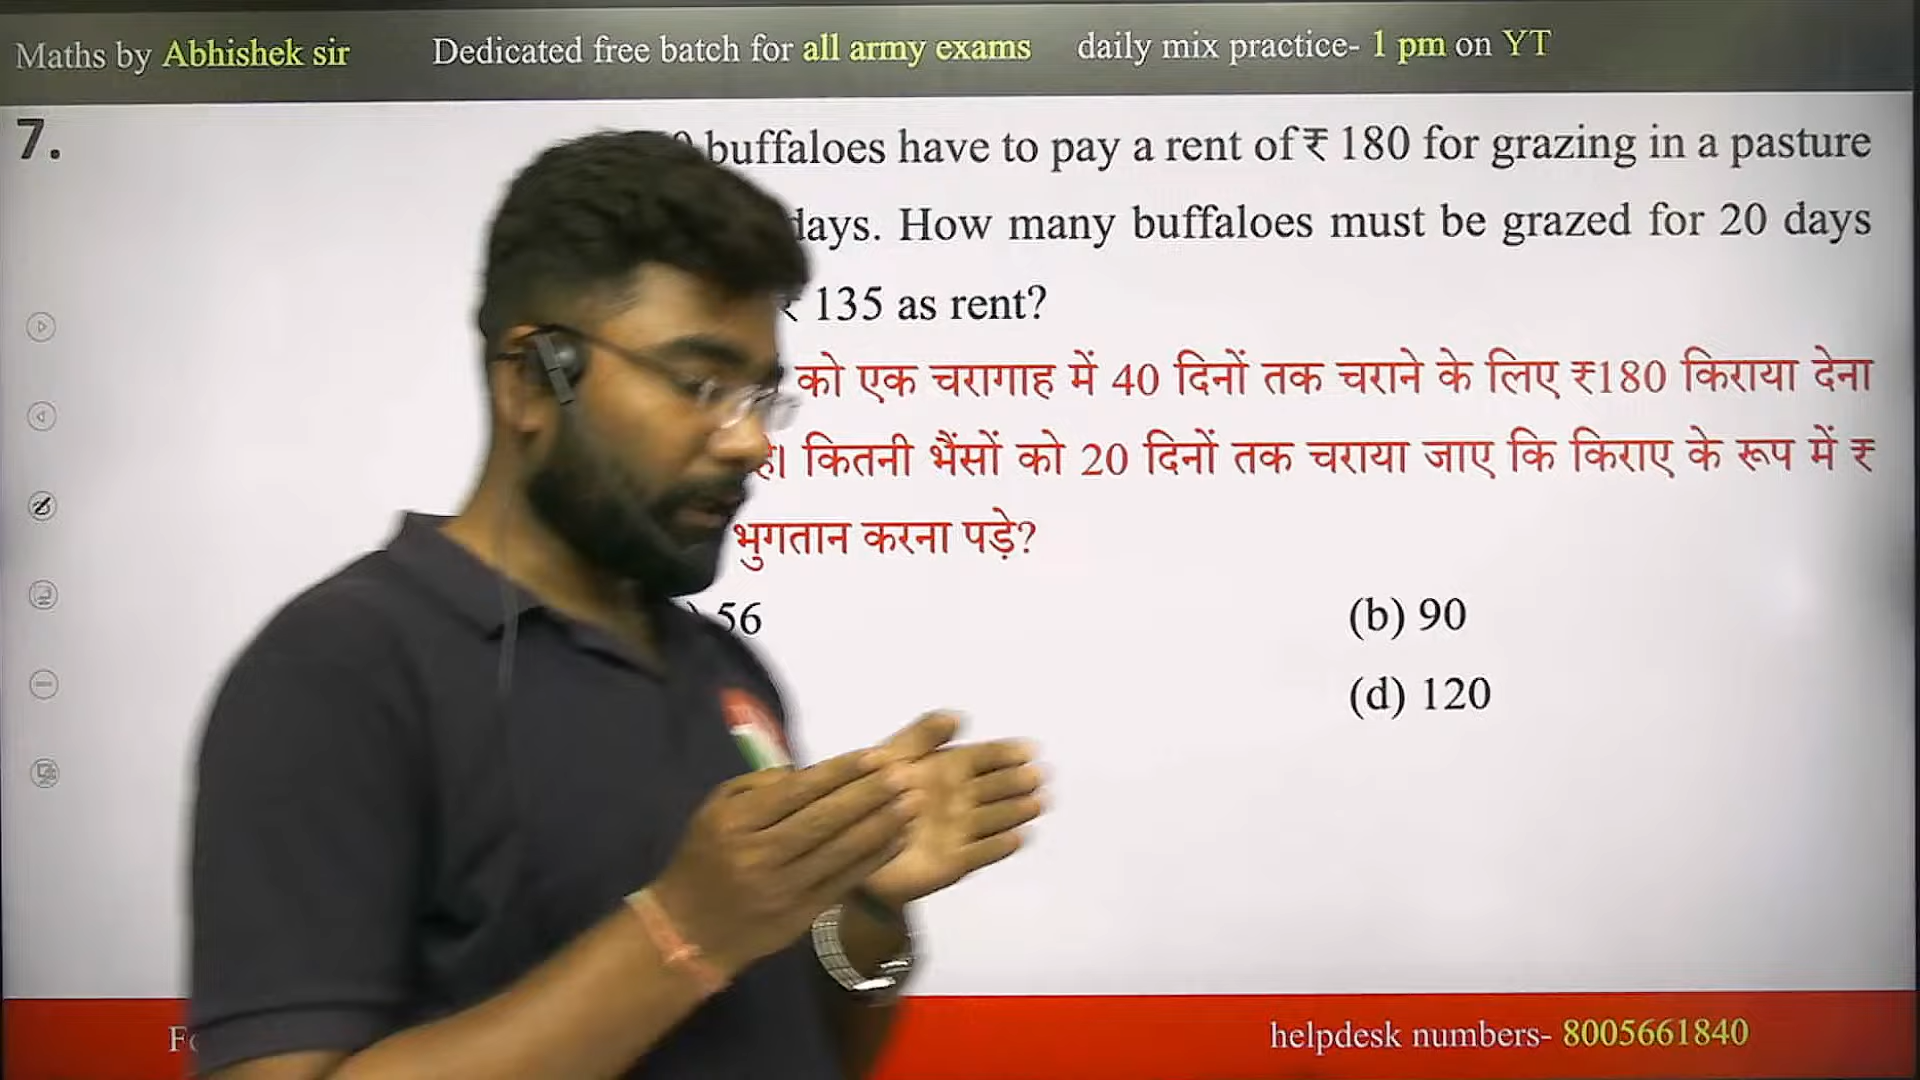 Maths by Abhishek sir Dedicated free batch for all army exams daily mix practice- 1 pm on YT
7.
buffaloes have to pay a rent of ₹ 180 for grazing in a pasture
days. How many buffaloes must be grazed for 20 days
₹ 135 as rent?
को एक चरागाह में 40 दिनों तक चराने के लिए ₹180 किराया देना
है। कितनी भैंसों को 20 दिनों तक चराया जाए कि किराए के रूप में ₹
भुगतान करना पड़े?
56
(b) 90
(d) 120
helpdesk numbers- 8005661840